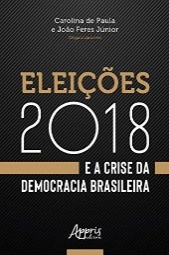 Carolina de Paula
e João Feres Júnior
ELEIÇÕES
2018
E A CRISE DA
DEMOCRACIA BRASILEIRA
Appris